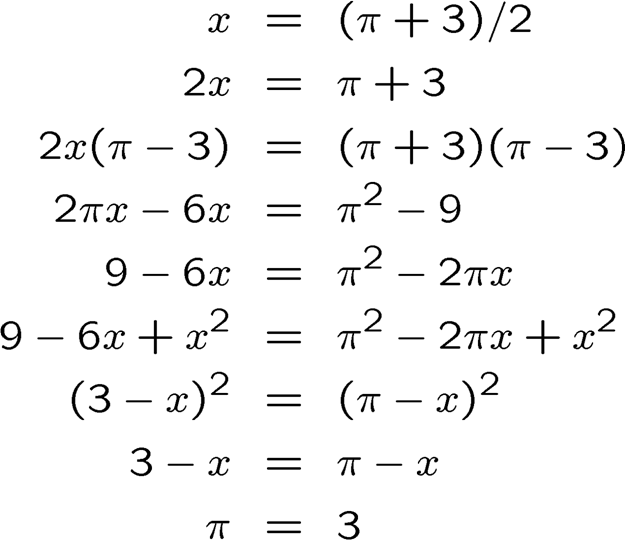 x = (π + 3)/2
2x = π + 3
2x(π − 3) = (π + 3)(π − 3)
2πx − 6x = π² − 9
9 − 6x = π² − 2πx
9 − 6x + x² = π² − 2πx + x²
(3 − x)² = (π − x)²
3 − x = π − x
π = 3